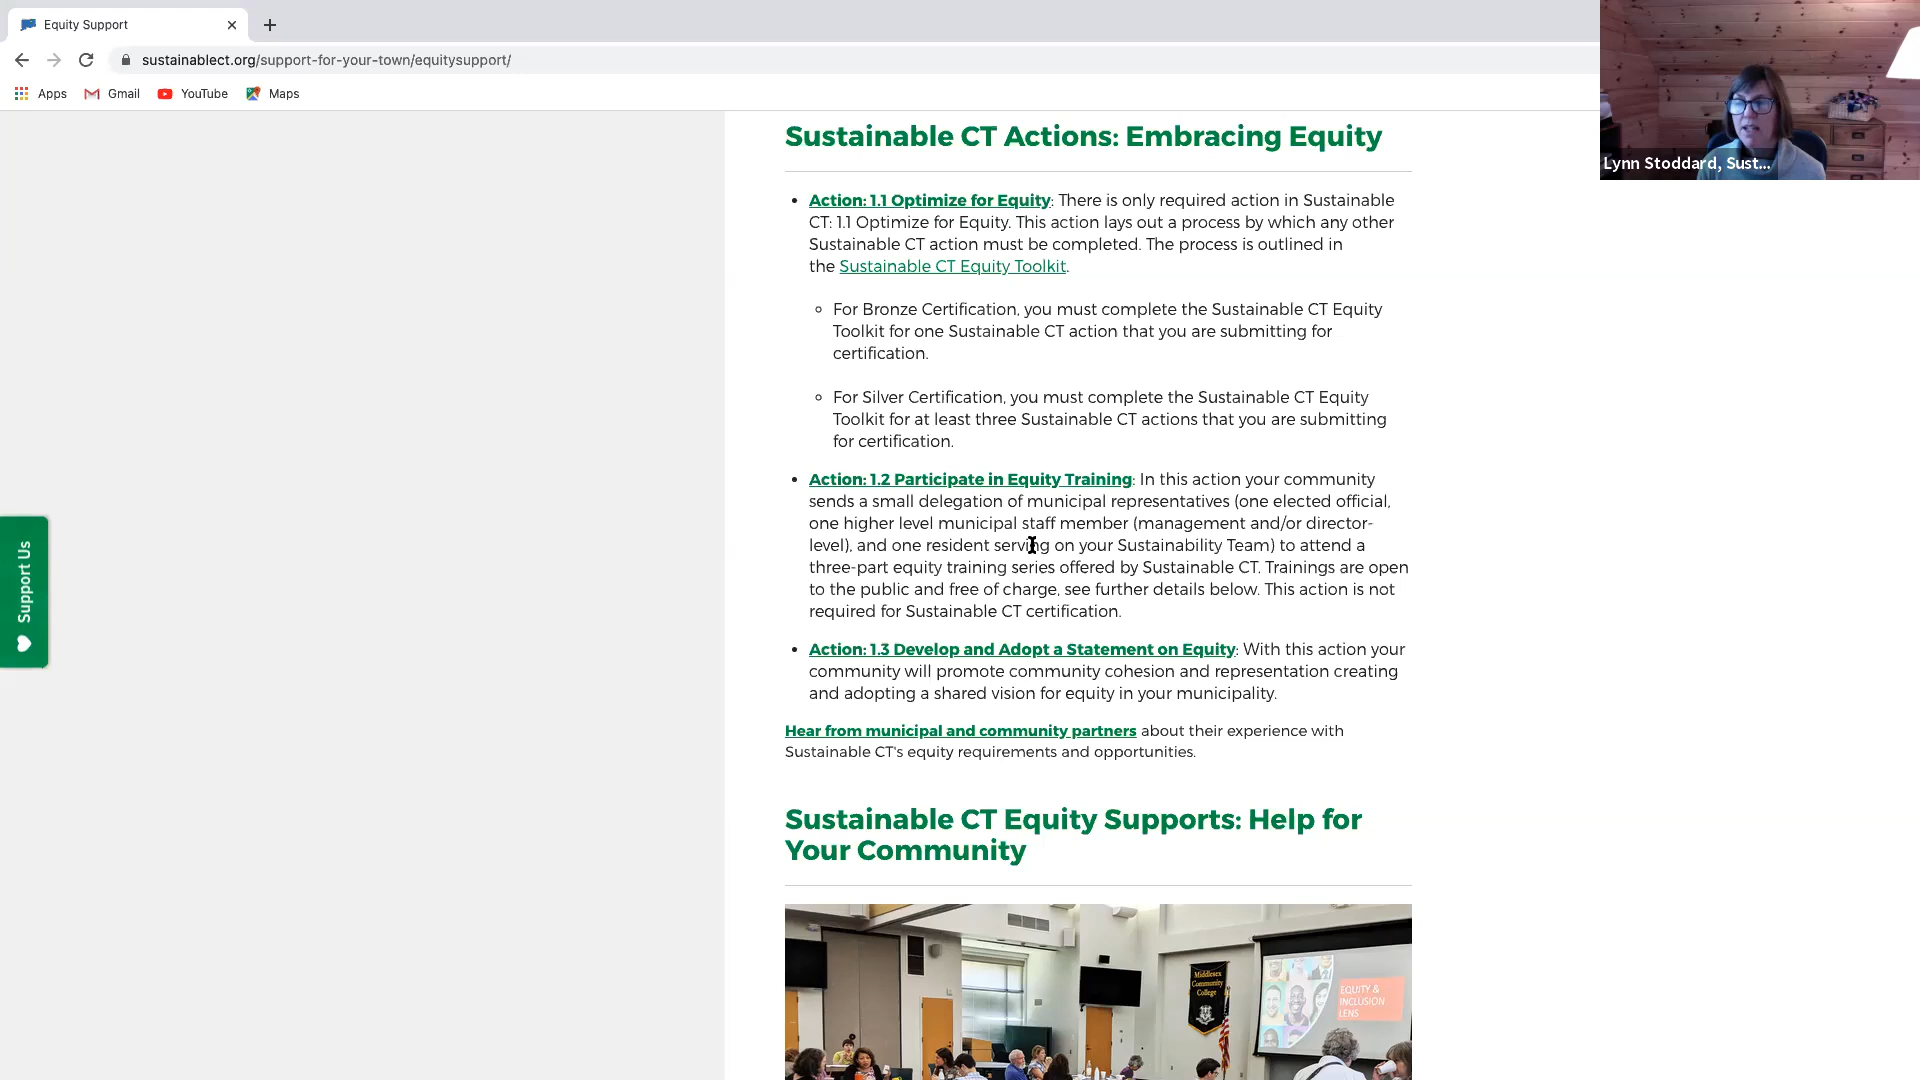 Equity Support
sustainablect.org/support-for-your-town/equitysupport/
Apps Gmail YouTube Maps
Lynn Stoddard, Sust...
Sustainable CT Actions: Embracing Equity
Action: 1.1 Optimize for Equity: There is only required action in Sustainable
CT: 1.1 Optimize for Equity. This action lays out a process by which any other
Sustainable CT action must be completed. The process is outlined in
the Sustainable CT Equity Toolkit.
For Bronze Certification, you must complete the Sustainable CT Equity
Toolkit for one Sustainable CT action that you are submitting for
certification.
For Silver Certification, you must complete the Sustainable CT Equity
Toolkit for at least three Sustainable CT actions that you are submitting
for certification.
Action: 1.2 Participate in Equity Training: In this action your community
sends a small delegation of municipal representatives (one elected official,
one higher level municipal staff member (management and/or director-
level), and one resident serving on your Sustainability Team) to attend a
three-part equity training series offered by Sustainable CT. Trainings are open
to the public and free of charge, see further details below. This action is not
required for Sustainable CT certification.
Action: 1.3 Develop and Adopt a Statement on Equity: With this action your
community will promote community cohesion and representation creating
and adopting a shared vision for equity in your municipality.
Hear from municipal and community partners about their experience with
Sustainable CT's equity requirements and opportunities.
Support Us
Sustainable CT Equity Supports: Help for
Your Community
Middlesex
Community
College
EQUITY &
INCLUSION
LENS